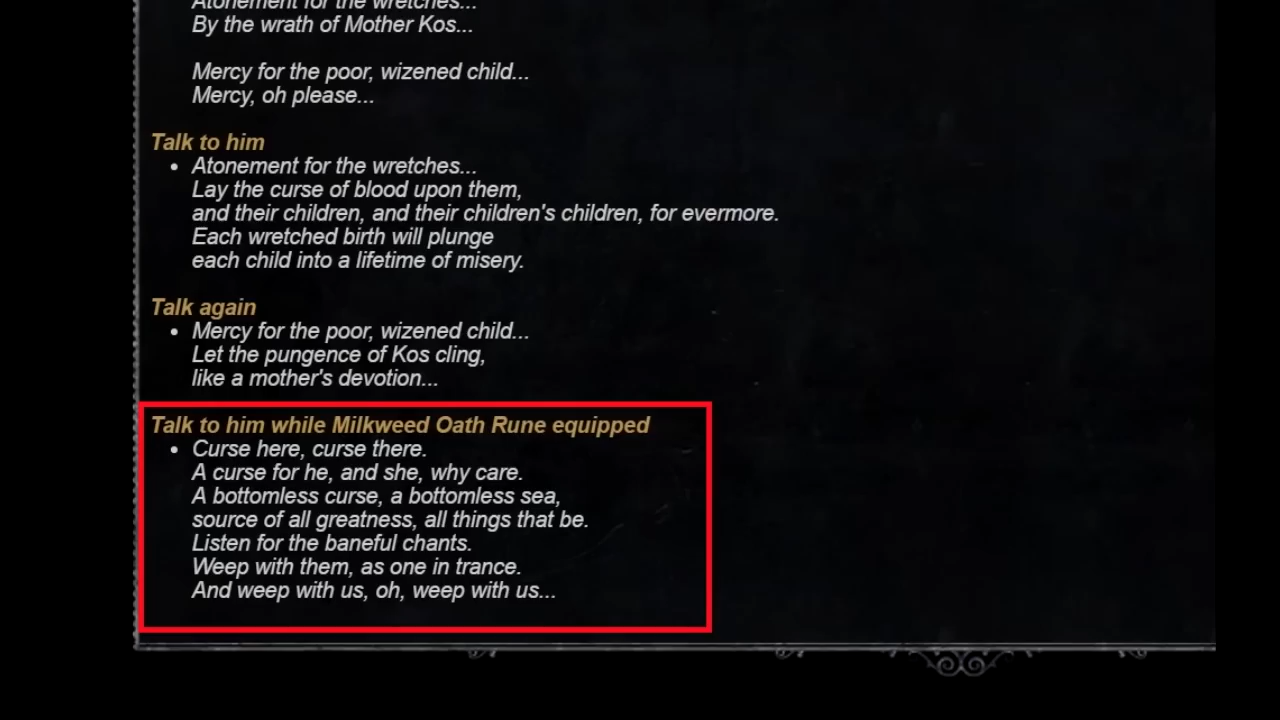 Atonement for the wretches...
By the wrath of Mother Kos...
Mercy for the poor, wizened child...
Mercy, oh please...
Talk to him
• Atonement for the wretches...
Lay the curse of blood upon them,
and their children, and their children's children, for evermore.
Each wretched birth will plunge
each child into a lifetime of misery.
Talk again
• Mercy for the poor, wizened child...
Let the pungence of Kos cling,
like a mother's devotion...
Talk to him while Milkweed Oath Rune equipped
• Curse here, curse there.
A curse for he, and she, why care.
A bottomless curse, a bottomless sea,
source of all greatness, all things that be.
Listen for the baneful chants.
Weep with them, as one in trance.
And weep with us, oh, weep with us...